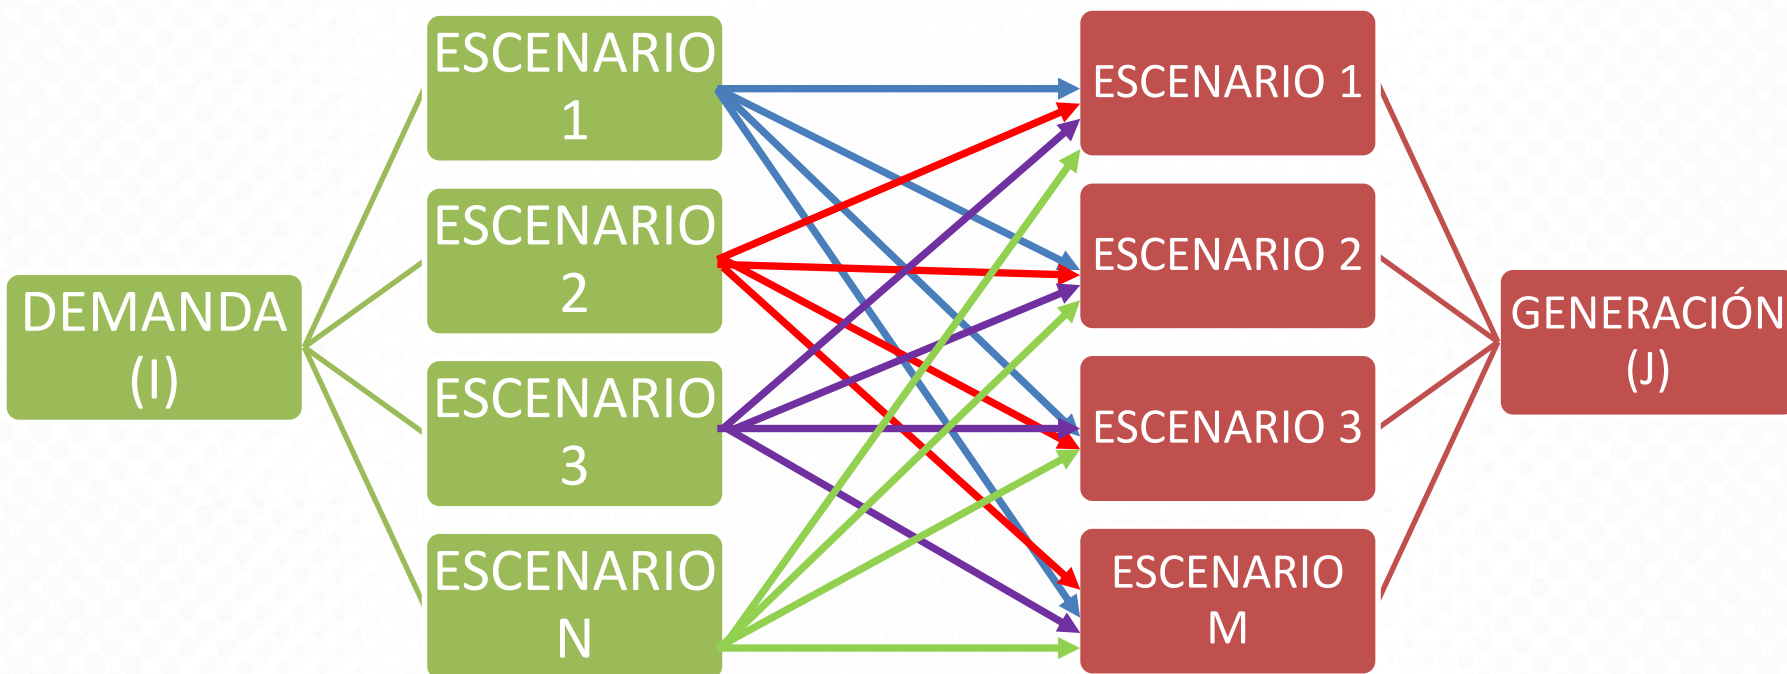 DEMANDA
(I)
ESCENARIO
1
ESCENARIO
2
ESCENARIO
3
ESCENARIO
N
ESCENARIO 1
ESCENARIO 2
ESCENARIO 3
ESCENARIO
M
GENERACIÓN
(J)